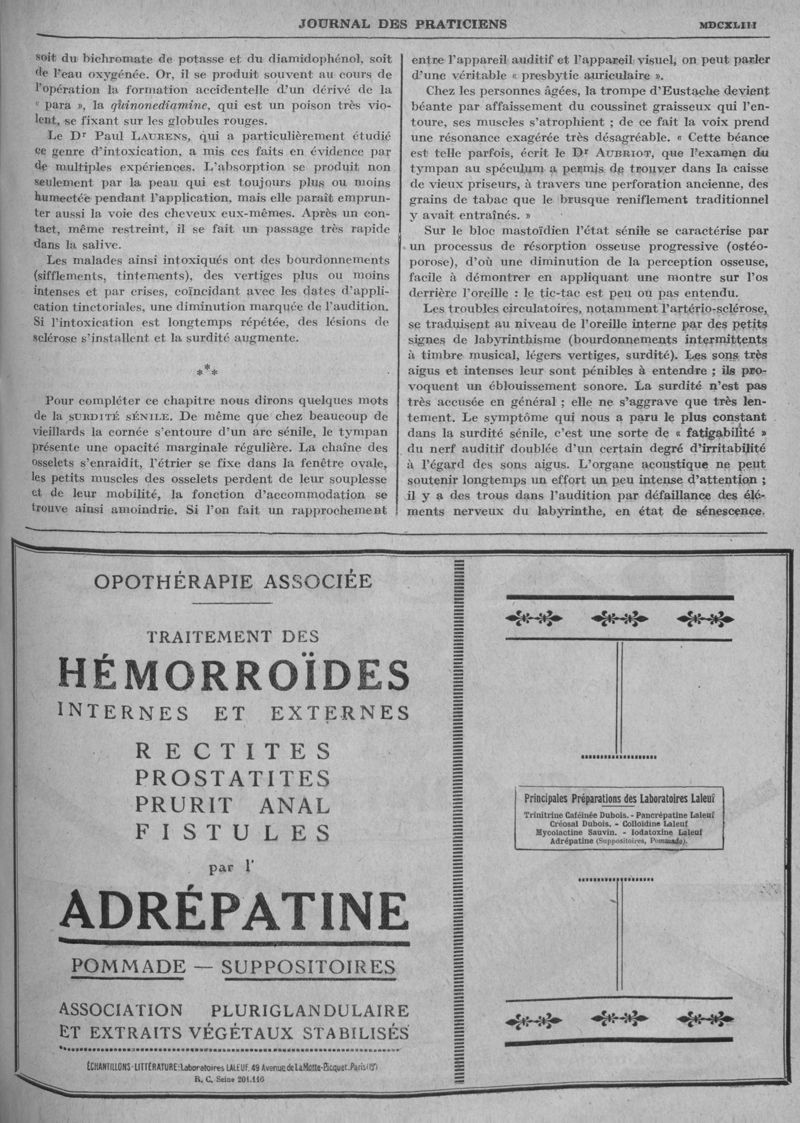 JOURNAL DES PRATICIENS
MDCXLIII
soit du bichromate de potasse et du diamidophénol, soit
de l'eau oxygénée. Or, il se produit souvent au cours de
l'opération la formation accidentelle d'un dérivé de la
« para », la quinonediamine, qui est un poison très vio-
lent, se fixant sur les globules rouges.
Le Dr Paul LAURENS, qui a particulièrement étudié
ce genre d'intoxication, a mis ces faits en évidence par
de multiples expériences. L'absorption se produit non
seulement par la peau qui est toujours plus ou moins
humectée pendant l'application, mais elle paraît emprun-
ter aussi la voie des cheveux eux-mêmes. Après un con-
tact, même restreint, il se fait un passage très rapide
dans la salive.
Les malades ainsi intoxiqués ont des bourdonnements
(sifflements, tintements), des vertiges plus ou moins
intenses et par crises, coïncidant avec les dates d'appli-
cation tinctoriales, une diminution marquée de l'audition.
Si l'intoxication est longtemps répétée, des lésions de
sclérose s'installent et la surdité augmente.
***
Pour compléter ce chapitre nous dirons quelques mots
de la SURDITÉ SÉNILE. De même que chez beaucoup de
vieillards la cornée s'entoure d'un arc sénile, le tympan
présente une opacité marginale régulière. La chaîne des
osselets s'enraidit, l'étrier se fixe dans la fenêtre ovale,
les petits muscles des osselets perdent de leur souplesse
et de leur mobilité, la fonction d'accommodation se
trouve ainsi amoindrie. Si l'on fait un rapprochement
entre l'appareil auditif et l'appareil visuel, on peut parler
d'une véritable « presbytie auriculaire ».
Chez les personnes âgées, la trompe d'Eustache devient
béante par affaissement du coussinet graisseux qui l'en-
toure, ses muscles s'atrophient ; de ce fait la voix prend
une résonance exagérée très désagréable. « Cette béance
est telle parfois, écrit le Dr AUBRIOT, que l'examen du
tympan au spéculum a permis de trouver dans la caisse
de vieux priseurs, à travers une perforation ancienne, des
grains de tabac que le brusque reniflement traditionnel
y avait entraînés. »
Sur le bloc mastoïdien l'état sénile se caractérise par
un processus de résorption osseuse progressive (ostéo-
porose), d'où une diminution de la perception osseuse,
facile à démontrer en appliquant une montre sur l'os
derrière l'oreille : le tic-tac est peu ou pas entendu.
Les troubles circulatoires, notamment l'artério-sclérose,
se traduisent au niveau de l'oreille interne par des petits
signes de labyrinthisme (bourdonnements intermittents
à timbre musical, légers vertiges, surdité). Les sons très
aigus et intenses leur sont pénibles à entendre ; ils pro-
voquent un éblouissement sonore. La surdité n'est pas
très accusée en général ; elle ne s'aggrave que très len-
tement. Le symptôme qui nous a paru le plus constant
dans la surdité sénile, c'est une sorte de « fatigabilité »
du nerf auditif doublée d'un certain degré d'irritabilité
à l'égard des sons aigus. L'organe acoustique ne peut
soutenir longtemps un effort un peu intense d'attention ;
il y a des trous dans l'audition par défaillance des élé-
ments nerveux du labyrinthe, en état de sénescence.
OPOTHÉRAPIE ASSOCIÉE
TRAITEMENT DES
HÉMORROÏDES
INTERNES ET EXTERNES
RECTITES
PROSTATITES
PRURIT ANAL
FISTULES
par l'
ADRÉPATINE
POMMADE — SUPPOSITOIRES
ASSOCIATION PLURIGLANDULAIRE
ET EXTRAITS VÉGÉTAUX STABILISÉS
ÉCHANTILLONS-LITTÉRATURE: Laboratoires LALEUF, 49 Avenue de la Motte-Picquet, Paris (15e)
R. C. Seine 201.116
Principales Préparations des Laboratoires Laleuf
Trinitrine Caféinée Dubois. - Pancrépatine Laleuf
Créosal Dubois. - Colloïdine Laleuf
Mycolactine Sauvin. - Iodatoxine Laleuf
Adrépatine (Suppositoires, Pommade).